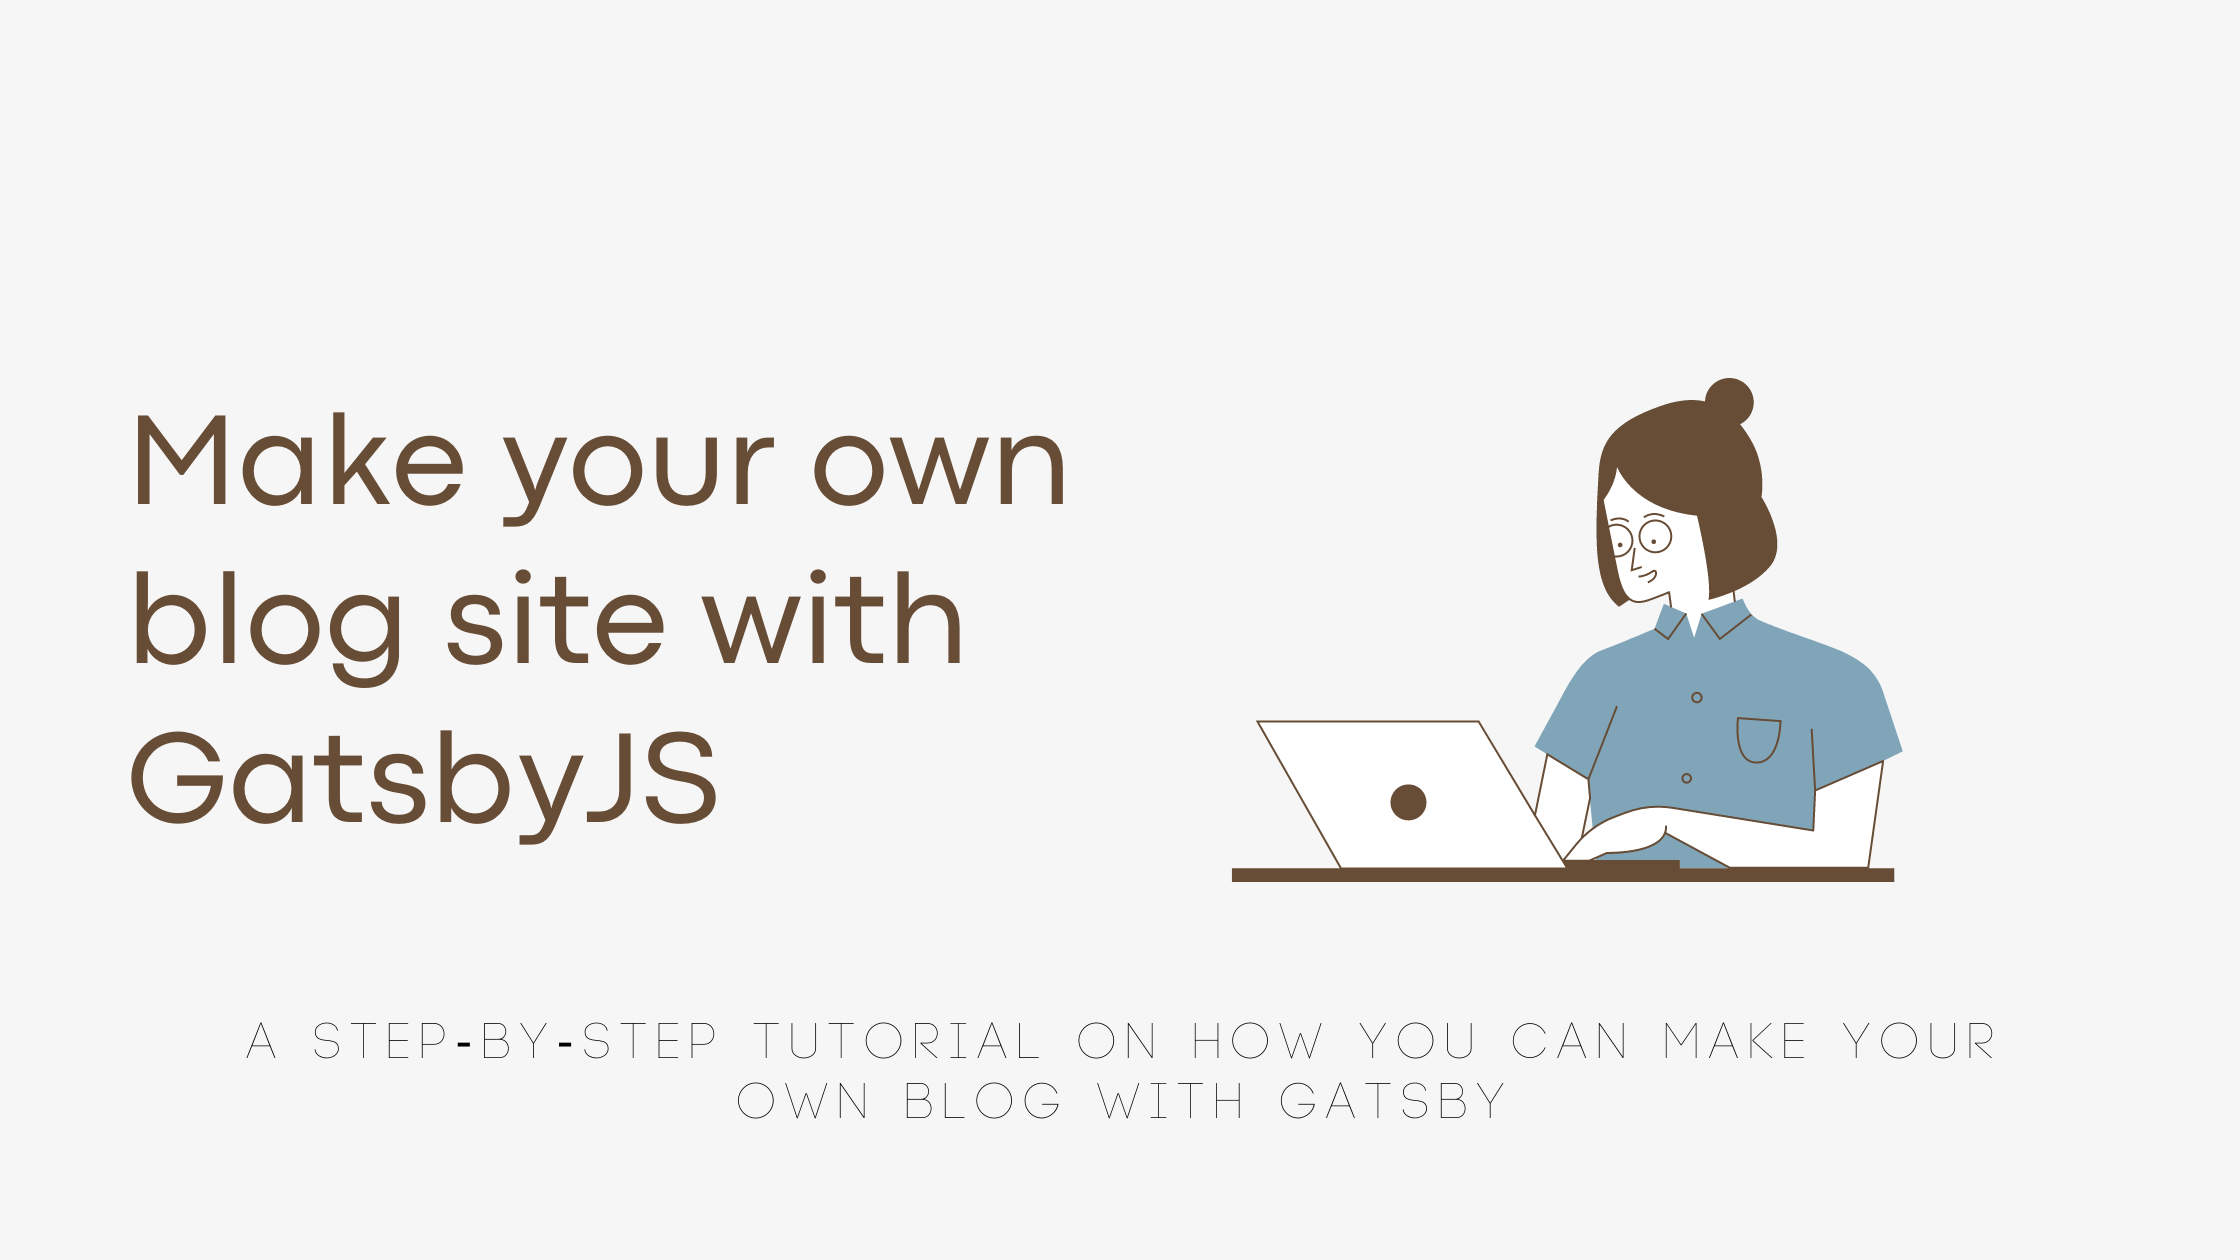 Make your own
blog site with
GatsbyJS
A STEP-BY-STEP TUTORIAL ON HOW YOU CAN MAKE YOUR
OWN BLOG WITH GATSBY